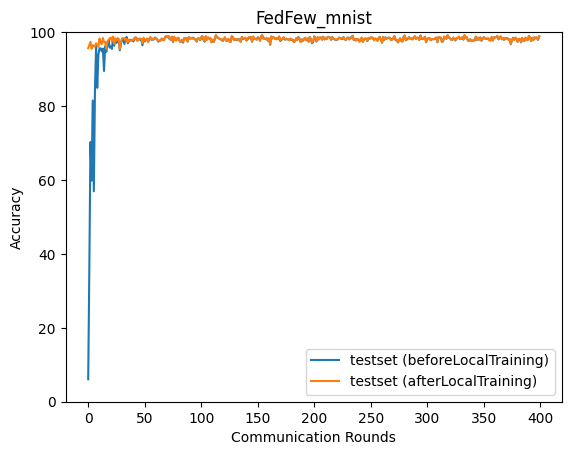 FedFew_mnist
100
80
60
40
20
0
Accuracy
testset (beforeLocalTraining)
testset (afterLocalTraining)
0 50 100 150 200 250 300 350 400
Communication Rounds